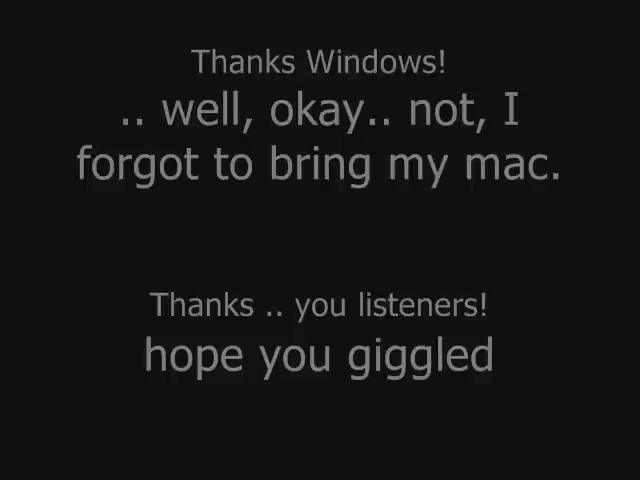 Thanks Windows!
.. well, okay.. not, I
forgot to bring my mac.
Thanks .. you listeners!
hope you giggled